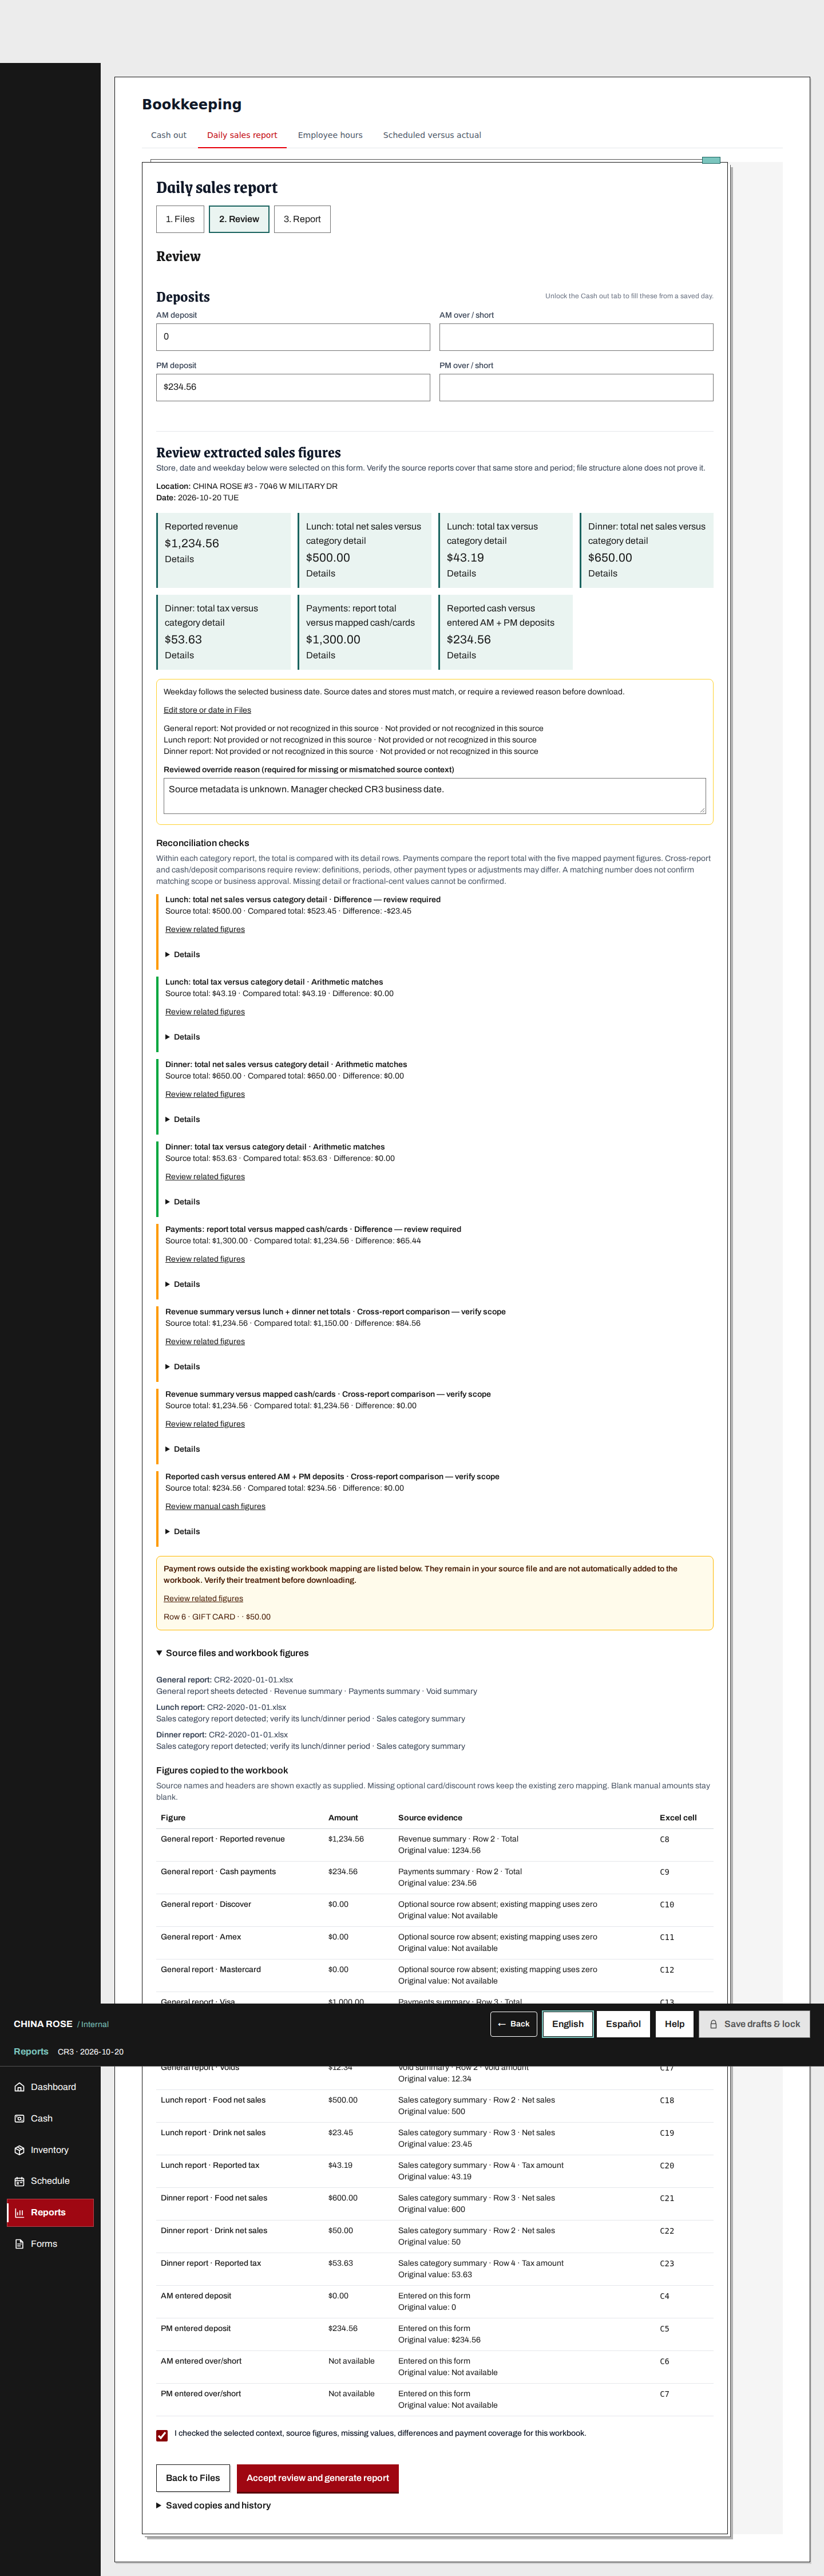 Bookkeeping
Cash out
Daily sales report
Employee hours
Scheduled versus actual
Daily sales report
1. Files
2. Review
3. Report
Review
Deposits
Unlock the Cash out tab to fill these from a saved day.
AM deposit
AM over / short
0
PM deposit
PM over / short
$234.56
Review extracted sales figures
Store, date and weekday below were selected on this form. Verify the source reports cover that same store and period; file structure alone does not prove it.
Location: CHINA ROSE #3 - 7046 W MILITARY DR
Date: 2026-10-20 TUE
Reported revenue
$1,234.56
Details
Lunch: total net sales versus
category detail
$500.00
Details
Lunch: total tax versus
category detail
$43.19
Details
Dinner: total net sales versus
category detail
$650.00
Details
Dinner: total tax versus
category detail
$53.63
Details
Payments: report total
versus mapped cash/cards
$1,300.00
Details
Reported cash versus
entered AM + PM deposits
$234.56
Details
Weekday follows the selected business date. Source dates and stores must match, or require a reviewed reason before download.
Edit store or date in Files
General report: Not provided or not recognized in this source · Not provided or not recognized in this source
Lunch report: Not provided or not recognized in this source · Not provided or not recognized in this source
Dinner report: Not provided or not recognized in this source · Not provided or not recognized in this source
Reviewed override reason (required for missing or mismatched source context)
Source metadata is unknown. Manager checked CR3 business date.
Reconciliation checks
Within each category report, the total is compared with its detail rows. Payments compare the report total with the five mapped payment figures. Cross-report
and cash/deposit comparisons require review: definitions, periods, other payment types or adjustments may differ. A matching number does not confirm
matching scope or business approval. Missing detail or fractional-cent values cannot be confirmed.
Lunch: total net sales versus category detail · Difference — review required
Source total: $500.00 · Compared total: $523.45 · Difference: -$23.45
Review related figures
Details
Lunch: total tax versus category detail · Arithmetic matches
Source total: $43.19 · Compared total: $43.19 · Difference: $0.00
Review related figures
Details
Dinner: total net sales versus category detail · Arithmetic matches
Source total: $650.00 · Compared total: $650.00 · Difference: $0.00
Review related figures
Details
Dinner: total tax versus category detail · Arithmetic matches
Source total: $53.63 · Compared total: $53.63 · Difference: $0.00
Review related figures
Details
Payments: report total versus mapped cash/cards · Difference — review required
Source total: $1,300.00 · Compared total: $1,234.56 · Difference: $65.44
Review related figures
Details
Revenue summary versus lunch + dinner net totals · Cross-report comparison — verify scope
Source total: $1,234.56 · Compared total: $1,150.00 · Difference: $84.56
Review related figures
Details
Revenue summary versus mapped cash/cards · Cross-report comparison — verify scope
Source total: $1,234.56 · Compared total: $1,234.56 · Difference: $0.00
Review related figures
Details
Reported cash versus entered AM + PM deposits · Cross-report comparison — verify scope
Source total: $234.56 · Compared total: $234.56 · Difference: $0.00
Review manual cash figures
Details
Payment rows outside the existing workbook mapping are listed below. They remain in your source file and are not automatically added to the
workbook. Verify their treatment before downloading.
Review related figures
Row 6 · GIFT CARD · · $50.00
Source files and workbook figures
General report: CR2-2020-01-01.xlsx
General report sheets detected · Revenue summary · Payments summary · Void summary
Lunch report: CR2-2020-01-01.xlsx
Sales category report detected; verify its lunch/dinner period · Sales category summary
Dinner report: CR2-2020-01-01.xlsx
Sales category report detected; verify its lunch/dinner period · Sales category summary
Figures copied to the workbook
Source names and headers are shown exactly as supplied. Missing optional card/discount rows keep the existing zero mapping. Blank manual amounts stay
blank.
Figure Amount Source evidence Excel cell
General report · Reported revenue $1,234.56 Revenue summary · Row 2 · Total C8
Original value: 1234.56
General report · Cash payments $234.56 Payments summary · Row 2 · Total C9
Original value: 234.56
General report · Discover $0.00 Optional source row absent; existing mapping uses zero C10
Original value: Not available
General report · Amex $0.00 Optional source row absent; existing mapping uses zero C11
Original value: Not available
General report · Mastercard $0.00 Optional source row absent; existing mapping uses zero C12
Original value: Not available
General report · Visa $1,000.00 Payments summary · Row 3 · Total C13
CHINA ROSE / Internal
← Back
English
Español
Help
Save drafts & lock
Reports CR3 · 2026-10-20
General report · Voids $12.34 Void summary · Row 2 · Void amount C17
Original value: 12.34
Dashboard
Cash
Inventory
Schedule
Reports
Forms
Lunch report · Food net sales $500.00 Sales category summary · Row 2 · Net sales C18
Original value: 500
Lunch report · Drink net sales $23.45 Sales category summary · Row 3 · Net sales C19
Original value: 23.45
Lunch report · Reported tax $43.19 Sales category summary · Row 4 · Tax amount C20
Original value: 43.19
Dinner report · Food net sales $600.00 Sales category summary · Row 3 · Net sales C21
Original value: 600
Dinner report · Drink net sales $50.00 Sales category summary · Row 2 · Net sales C22
Original value: 50
Dinner report · Reported tax $53.63 Sales category summary · Row 4 · Tax amount C23
Original value: 53.63
AM entered deposit $0.00 Entered on this form C4
Original value: 0
PM entered deposit $234.56 Entered on this form C5
Original value: $234.56
AM entered over/short Not available Entered on this form C6
Original value: Not available
PM entered over/short Not available Entered on this form C7
Original value: Not available
I checked the selected context, source figures, missing values, differences and payment coverage for this workbook.
Back to Files
Accept review and generate report
Saved copies and history